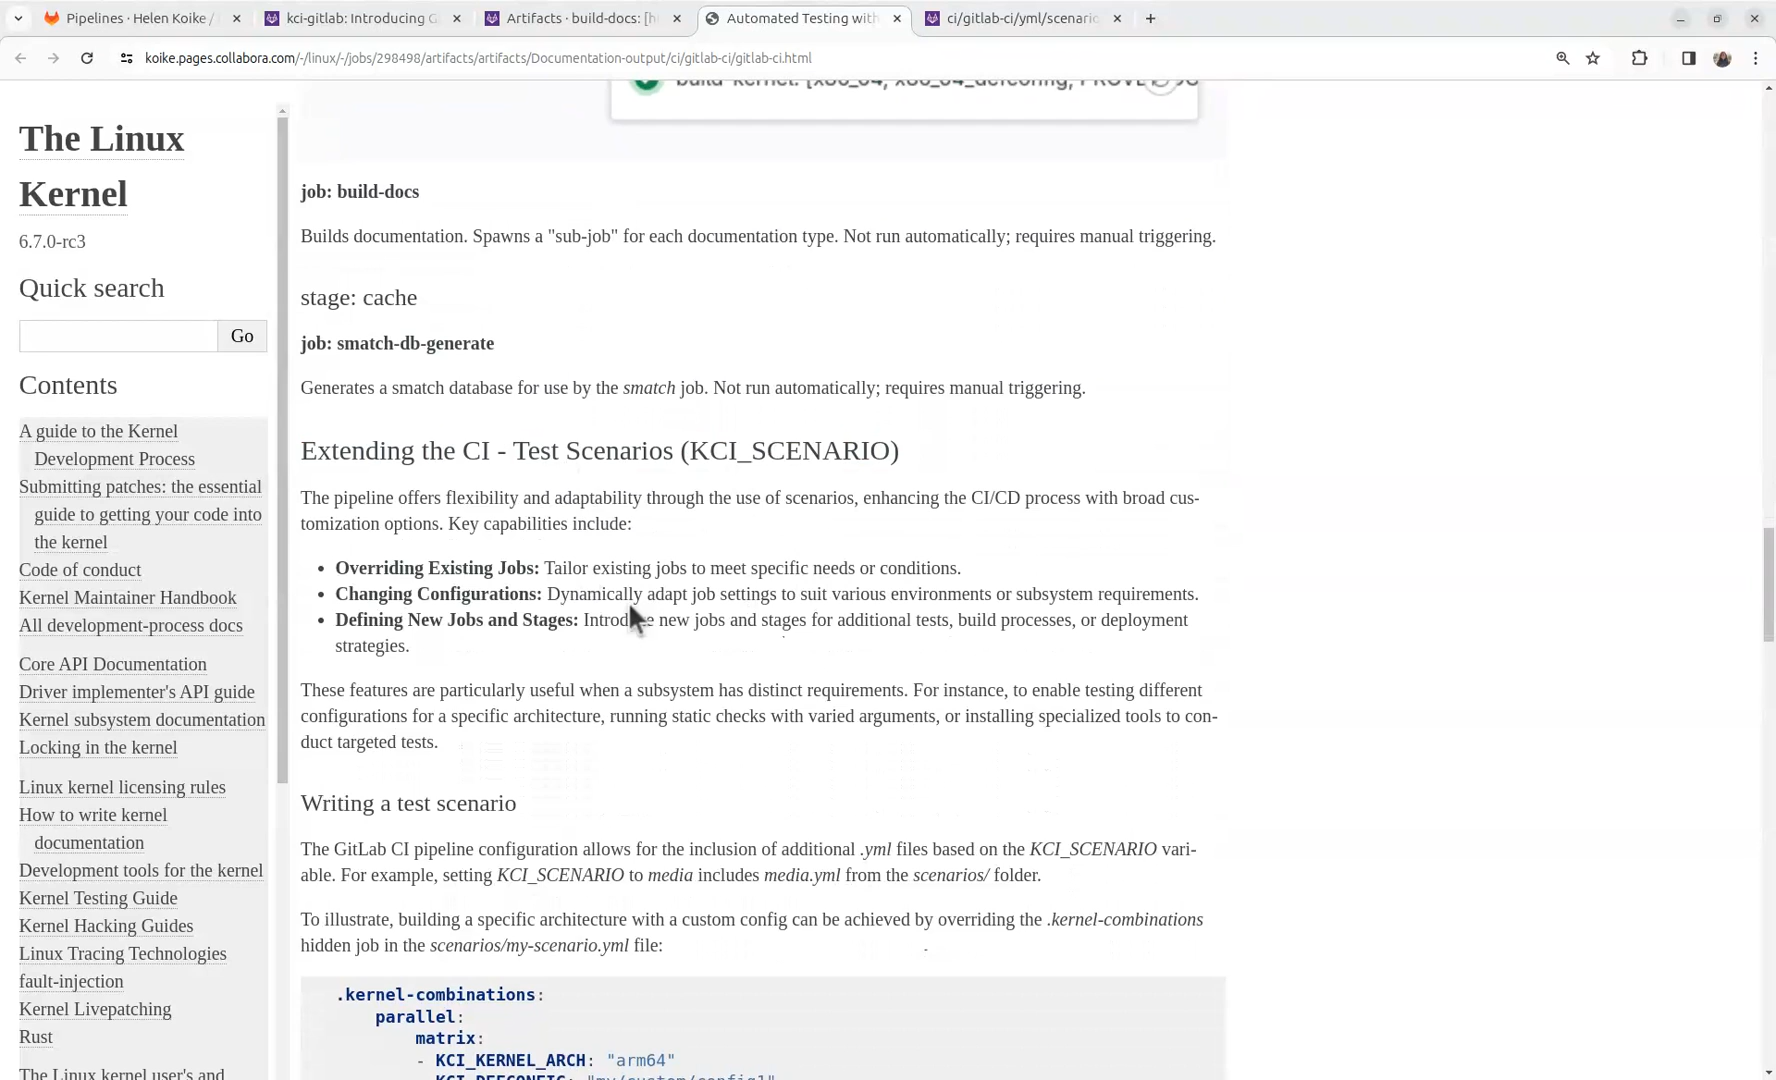 Pipelines · Helen Koike /
kci-gitlab: Introducing G
Artifacts · build-docs: [h
Automated Testing with
ci/gitlab-ci/yml/scenario
koike.pages.collabora.com/-/linux/-/jobs/298498/artifacts/artifacts/Documentation-output/ci/gitlab-ci/gitlab-ci.html
The Linux
Kernel
6.7.0-rc3
Quick search
Go
Contents
A guide to the Kernel
Development Process
Submitting patches: the essential
guide to getting your code into
the kernel
Code of conduct
Kernel Maintainer Handbook
All development-process docs
Core API Documentation
Driver implementer's API guide
Kernel subsystem documentation
Locking in the kernel
Linux kernel licensing rules
How to write kernel
documentation
Development tools for the kernel
Kernel Testing Guide
Kernel Hacking Guides
Linux Tracing Technologies
fault-injection
Kernel Livepatching
Rust
The Linux kernel user's and
build-kernel: [x86_64, x86_64_defconfig,
job: build-docs
Builds documentation. Spawns a "sub-job" for each documentation type. Not run automatically; requires manual triggering.
stage: cache
job: smatch-db-generate
Generates a smatch database for use by the smatch job. Not run automatically; requires manual triggering.
Extending the CI - Test Scenarios (KCI_SCENARIO)
The pipeline offers flexibility and adaptability through the use of scenarios, enhancing the CI/CD process with broad cus-
tomization options. Key capabilities include:
• Overriding Existing Jobs: Tailor existing jobs to meet specific needs or conditions.
• Changing Configurations: Dynamically adapt job settings to suit various environments or subsystem requirements.
• Defining New Jobs and Stages: Introduce new jobs and stages for additional tests, build processes, or deployment
strategies.
These features are particularly useful when a subsystem has distinct requirements. For instance, to enable testing different
configurations for a specific architecture, running static checks with varied arguments, or installing specialized tools to con-
duct targeted tests.
Writing a test scenario
The GitLab CI pipeline configuration allows for the inclusion of additional .yml files based on the KCI_SCENARIO vari-
able. For example, setting KCI_SCENARIO to media includes media.yml from the scenarios/ folder.
To illustrate, building a specific architecture with a custom config can be achieved by overriding the .kernel-combinations
hidden job in the scenarios/my-scenario.yml file:
.kernel-combinations:
parallel:
matrix:
- KCI_KERNEL_ARCH: "arm64"
KCI_DEFCONFIG: "my/custom/config1"